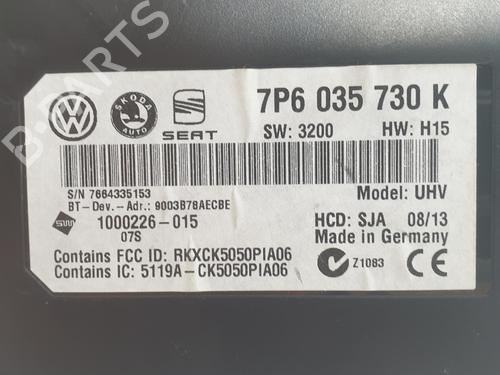 B-PARTS
SKODA
AUTO
SEAT
7P6 035 730 K
SW: 3200 HW: H15
S/N 7664335153
BT-Dev.-Adr.: 9003B78AECBE
Model: UHV
1000226-015
07S
HCD: SJA 08/13
Made in Germany
Contains FCC ID: RKXCK5050PIA06
Contains IC: 5119A-CK5050PIA06
Z1083